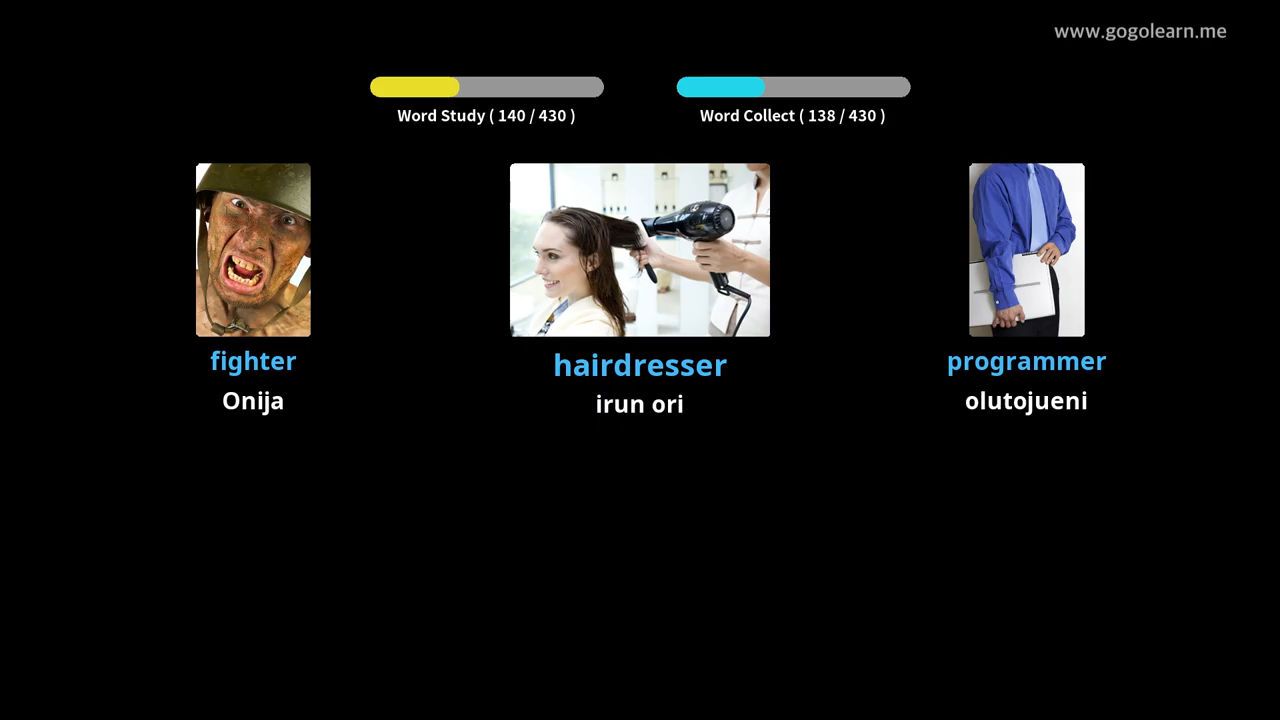 www.gogolearn.me
Word Study ( 140 / 430 )
Word Collect ( 138 / 430 )
fighter
Onija
hairdresser
irun ori
programmer
olutojueni